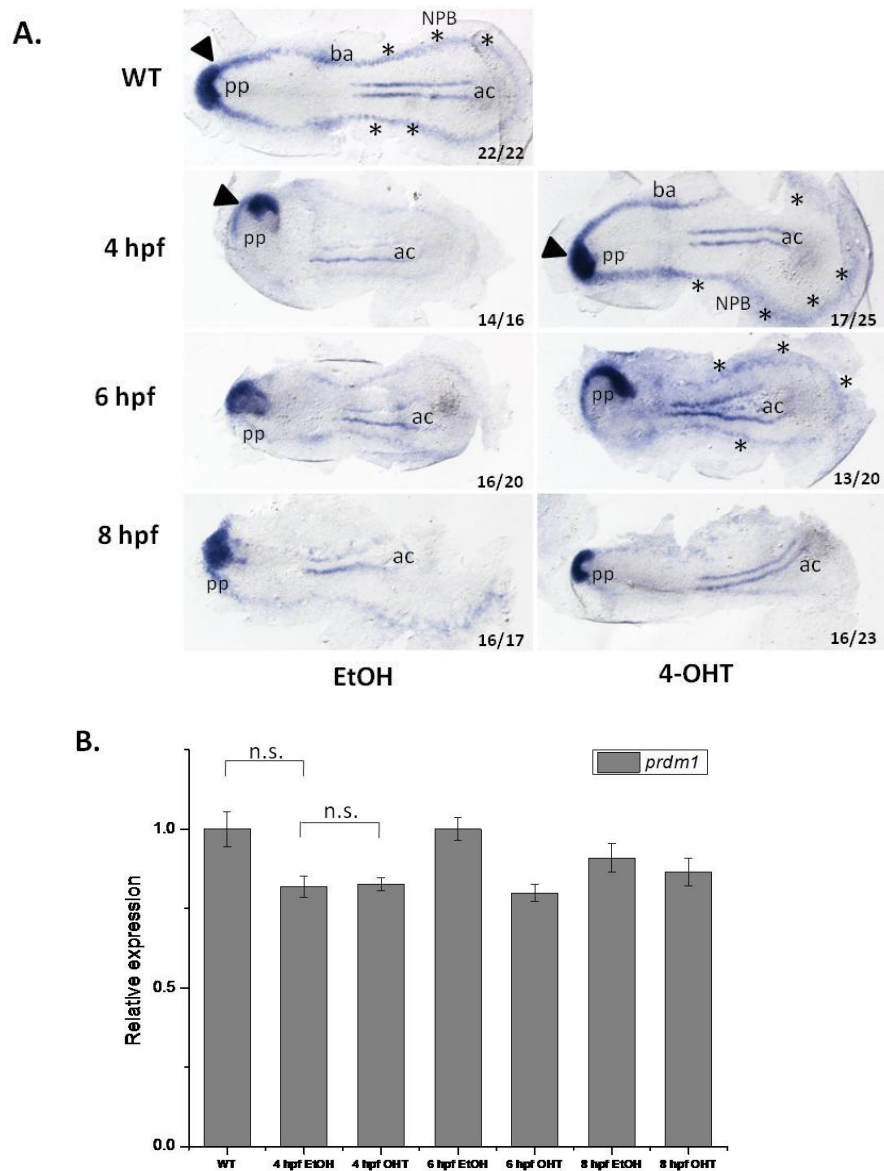 A.
WT
NPB
* * *
ba
pp
ac
* *
22/22
4 hpf
pp
ac
14/16
ba
*
pp
ac
*
* NPB * *
17/25
6 hpf
pp
ac
16/20
* * *
pp
ac
*
13/20
8 hpf
pp
ac
16/17
pp
ac
16/23
EtOH 4-OHT
B.
n.s.
n.s.
prdm1
Relative expression
1.0
0.5
0.0
WT 4 hpf EtOH 4 hpf OHT 6 hpf EtOH 6 hpf OHT 8 hpf EtOH 8 hpf OHT